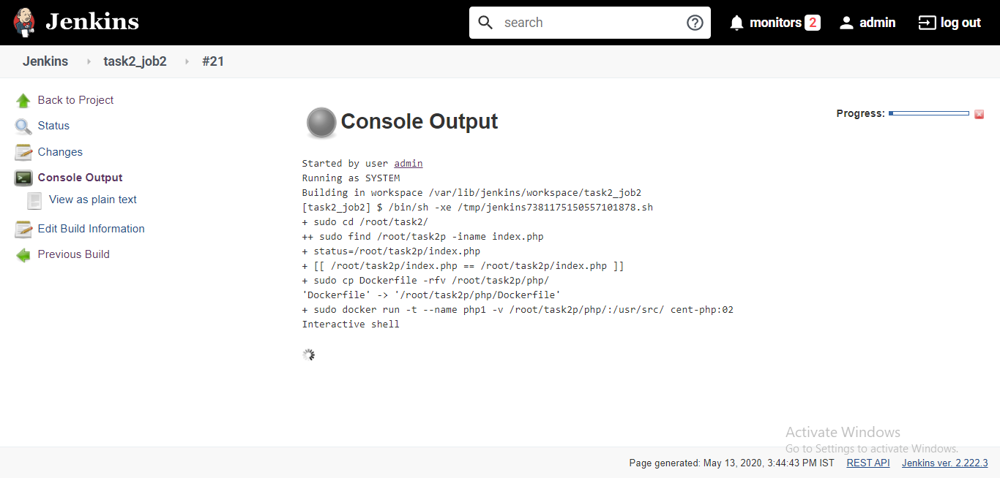 Jenkins
search
monitors 2
admin
log out
Jenkins
task2_job2
#21
Back to Project
Status
Changes
Console Output
View as plain text
Edit Build Information
Previous Build
Console Output
Progress:
Started by user admin
Running as SYSTEM
Building in workspace /var/lib/jenkins/workspace/task2_job2
[task2_job2] $ /bin/sh -xe /tmp/jenkins7381175150557101878.sh
+ sudo cd /root/task2/
++ sudo find /root/task2p -iname index.php
+ status=/root/task2p/index.php
+ [[ /root/task2p/index.php == /root/task2p/index.php ]]
+ sudo cp Dockerfile -rfv /root/task2p/php/
'Dockerfile' -> '/root/task2p/php/Dockerfile'
+ sudo docker run -t --name php1 -v /root/task2p/php/:/usr/src/ cent-php:02
Interactive shell
Activate Windows
Go to Settings to activate Windows.
Page generated: May 13, 2020, 3:44:43 PM IST
REST API
Jenkins ver. 2.222.3